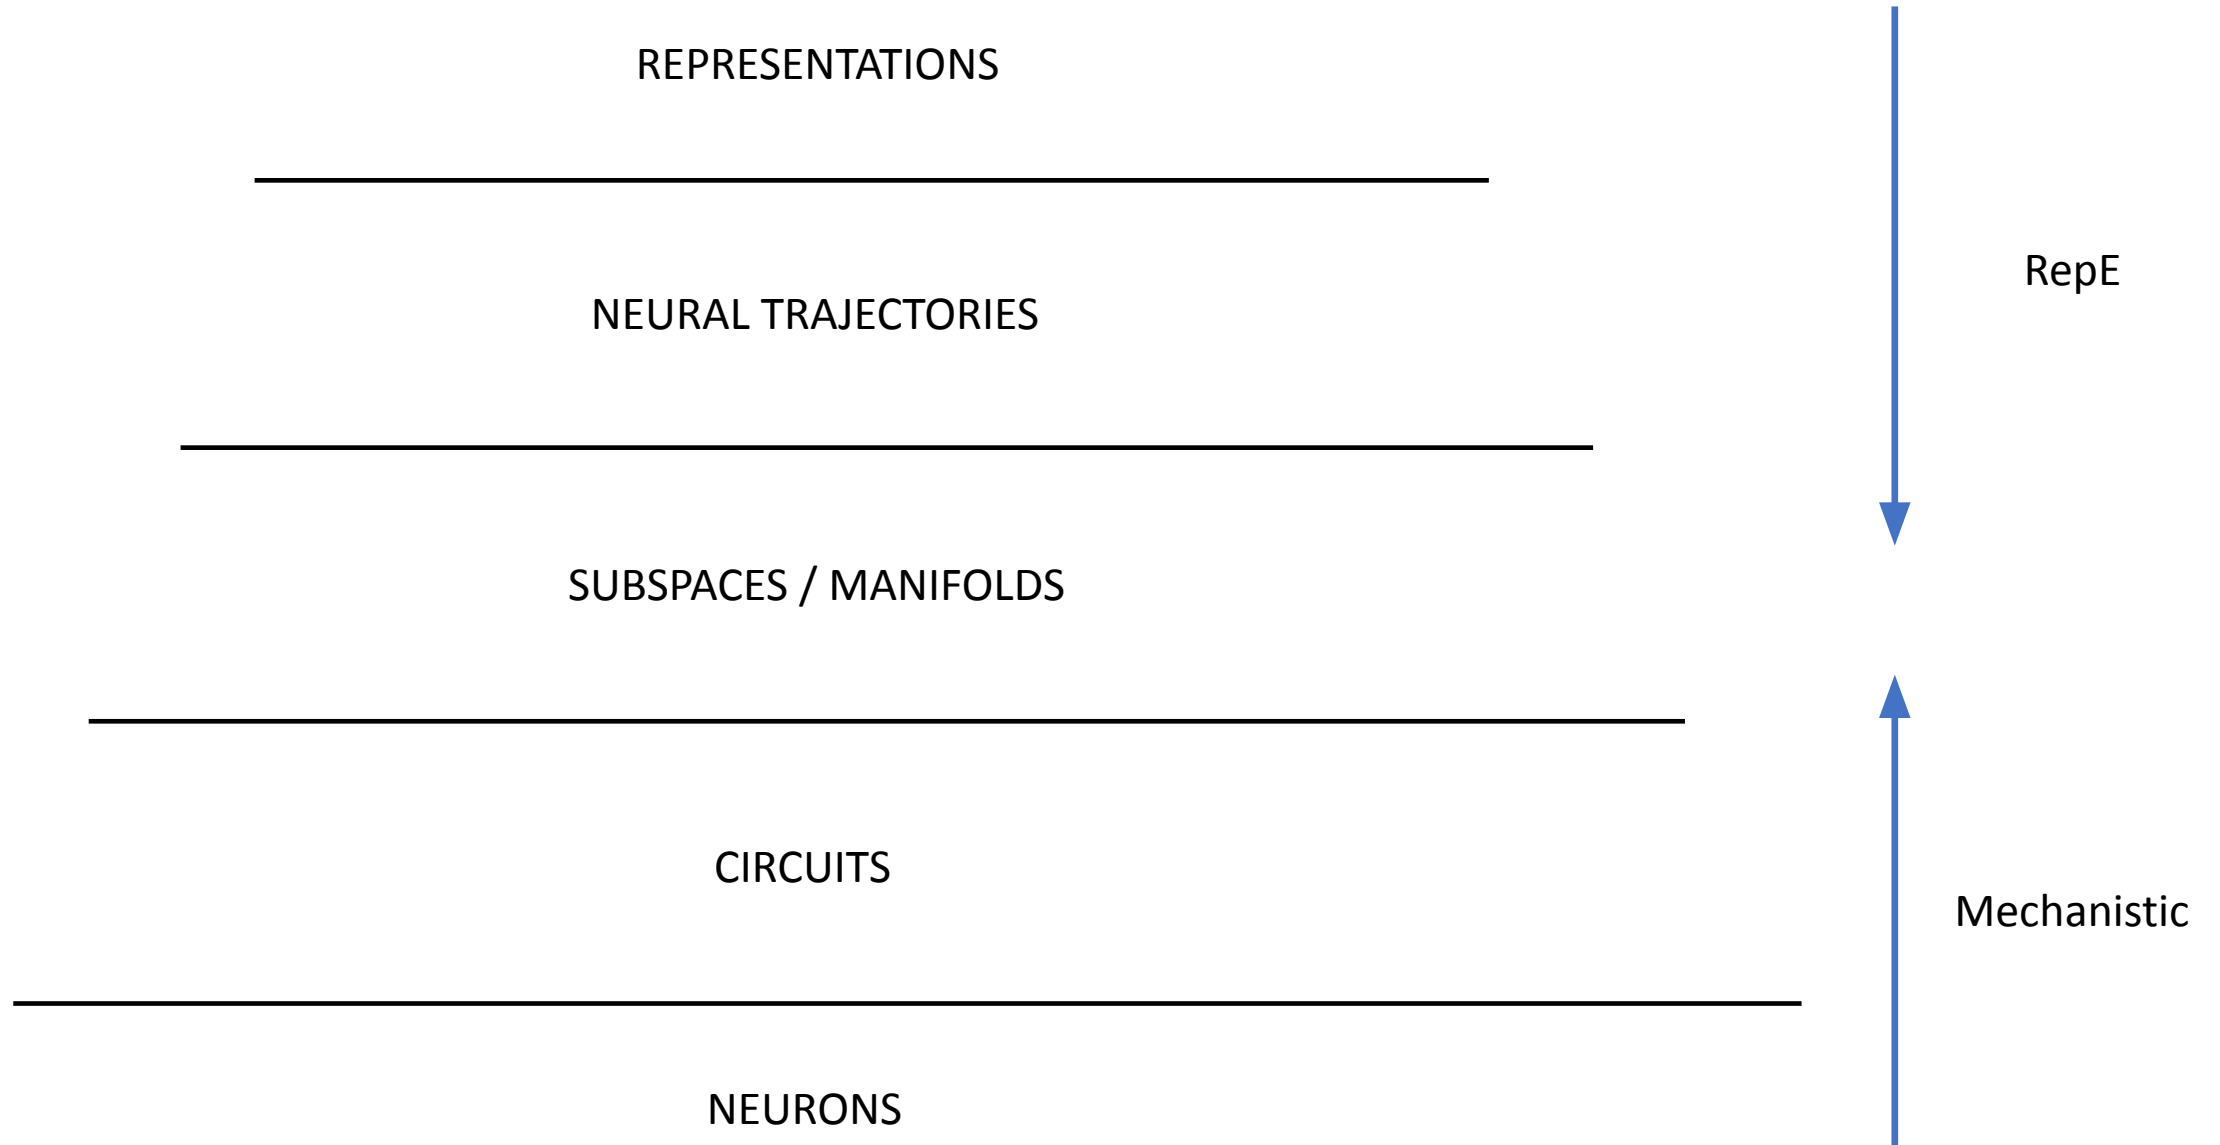 REPRESENTATIONS
RepE
NEURAL TRAJECTORIES
SUBSPACES / MANIFOLDS
CIRCUITS
Mechanistic
NEURONS